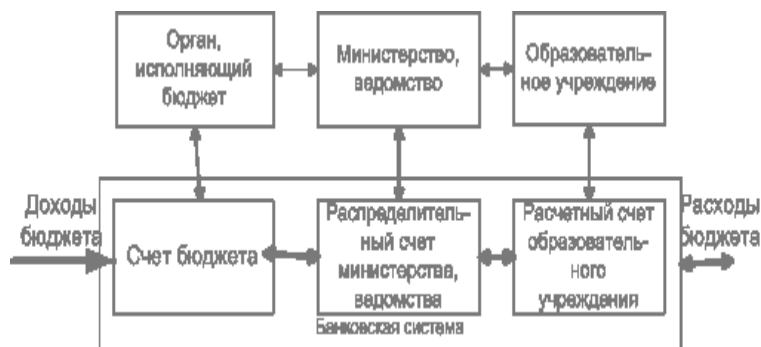 Орган,
исполняющий
бюджет
Министерство,
ведомство
Образователь-
ное учреждение
Доходы
бюджета
Счет бюджета
Распределитель-
ный счет
министерства,
ведомства
Расчетный счет
образователь-
ного
учреждения
Расходы
бюджета
Банковская система